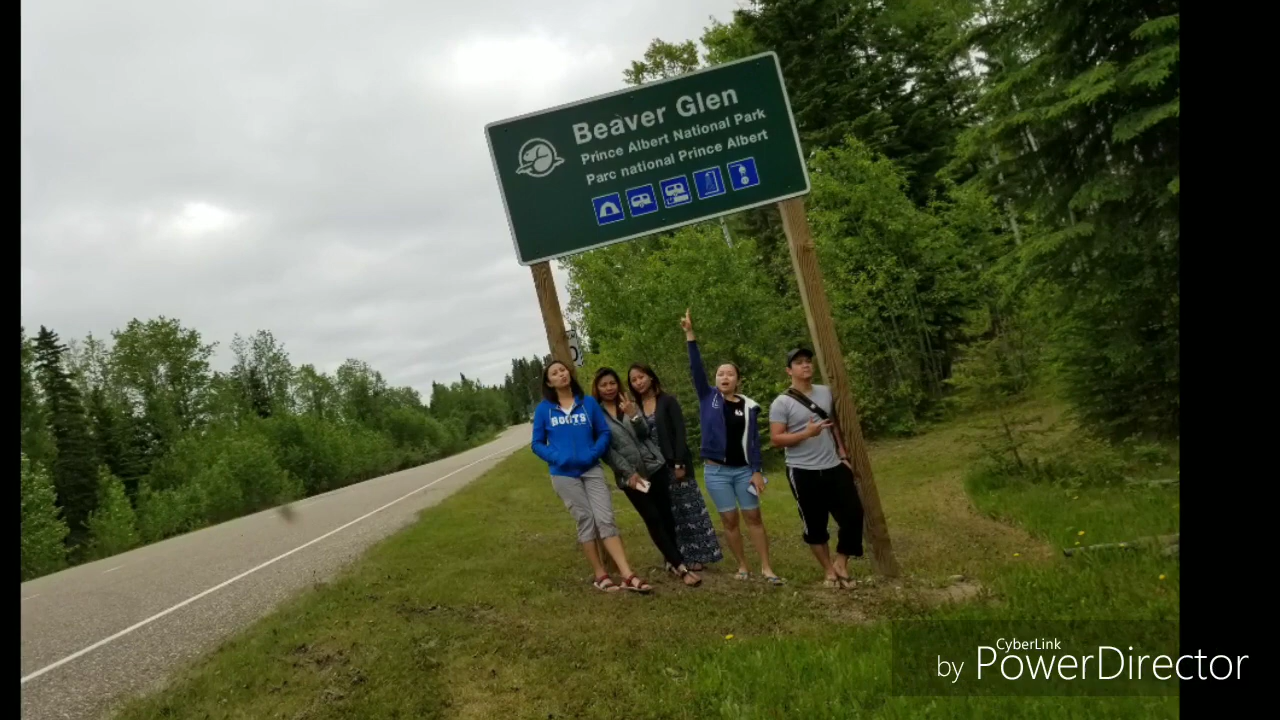 Beaver Glen
Prince Albert National Park
Parc national Prince Albert
ROOTS
CyberLink
by PowerDirector